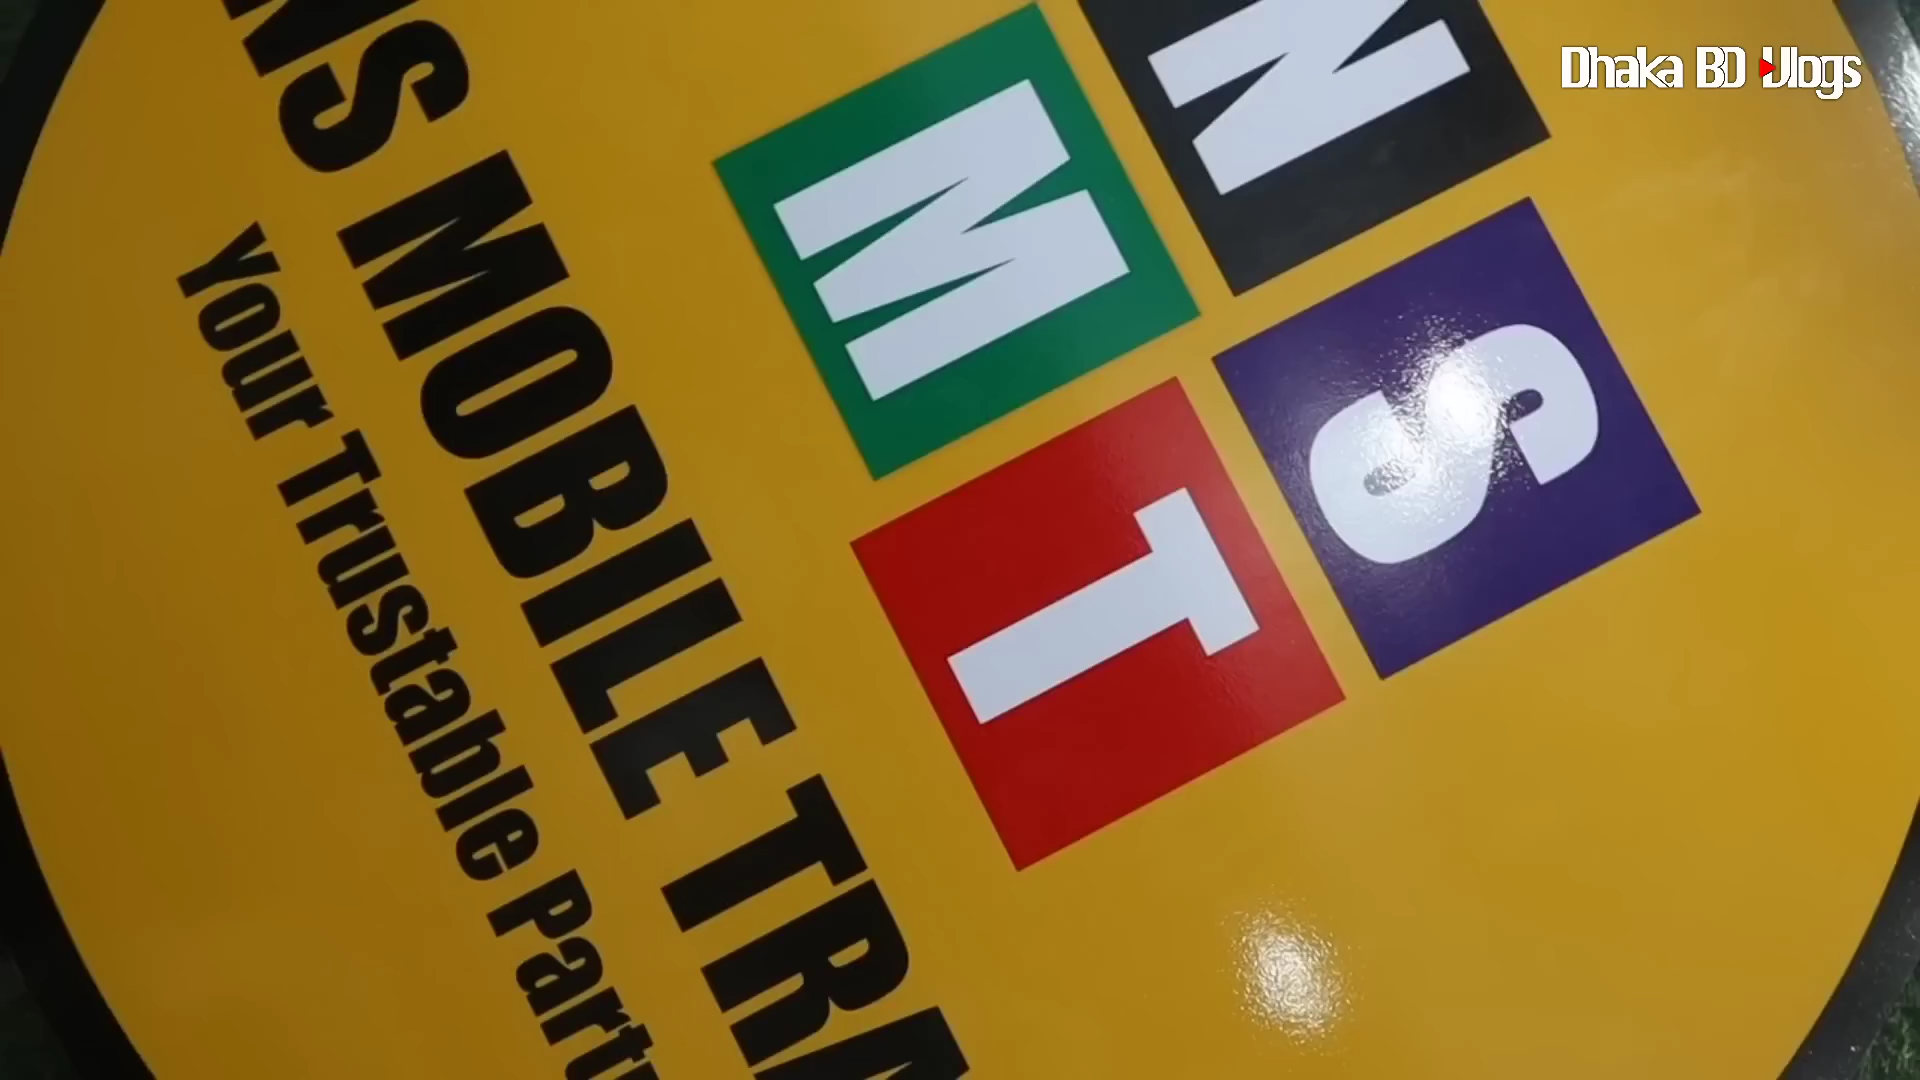 Dhaka BD Vlogs
N S
M T
NS MOBILE TRA
Your Trustable Part